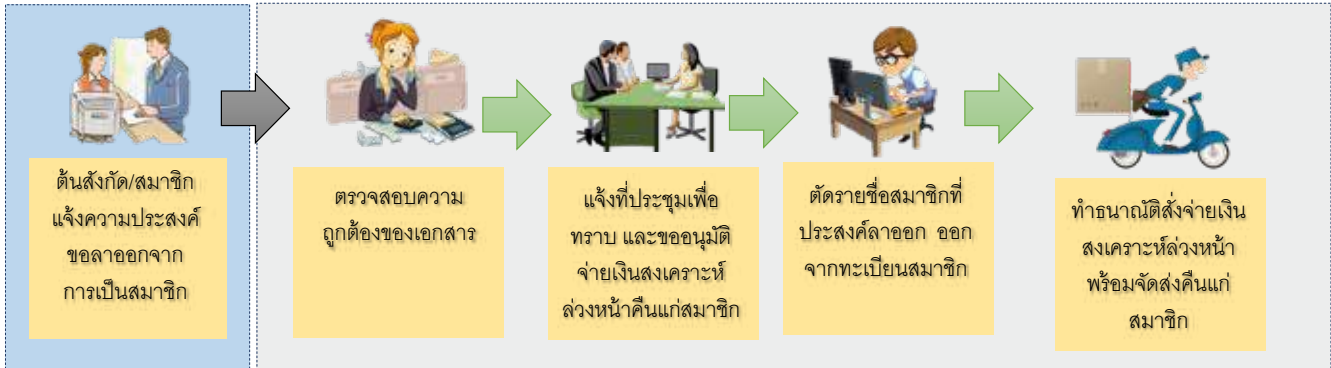 ต้นสังกัด/สมาชิก
แจ้งความประสงค์
ขอลาออกจาก
การเป็นสมาชิก
ตรวจสอบความ
ถูกต้องของเอกสาร
แจ้งที่ประชุมเพื่อ
ทราบ และขออนุมัติ
จ่ายเงินสงเคราะห์
ล่วงหน้าคืนแก่สมาชิก
ตัดรายชื่อสมาชิกที่
ประสงค์ลาออก ออก
จากทะเบียนสมาชิก
ทำธนาณัติสั่งจ่ายเงิน
สงเคราะห์ล่วงหน้า
พร้อมจัดส่งคืนแก่
สมาชิก